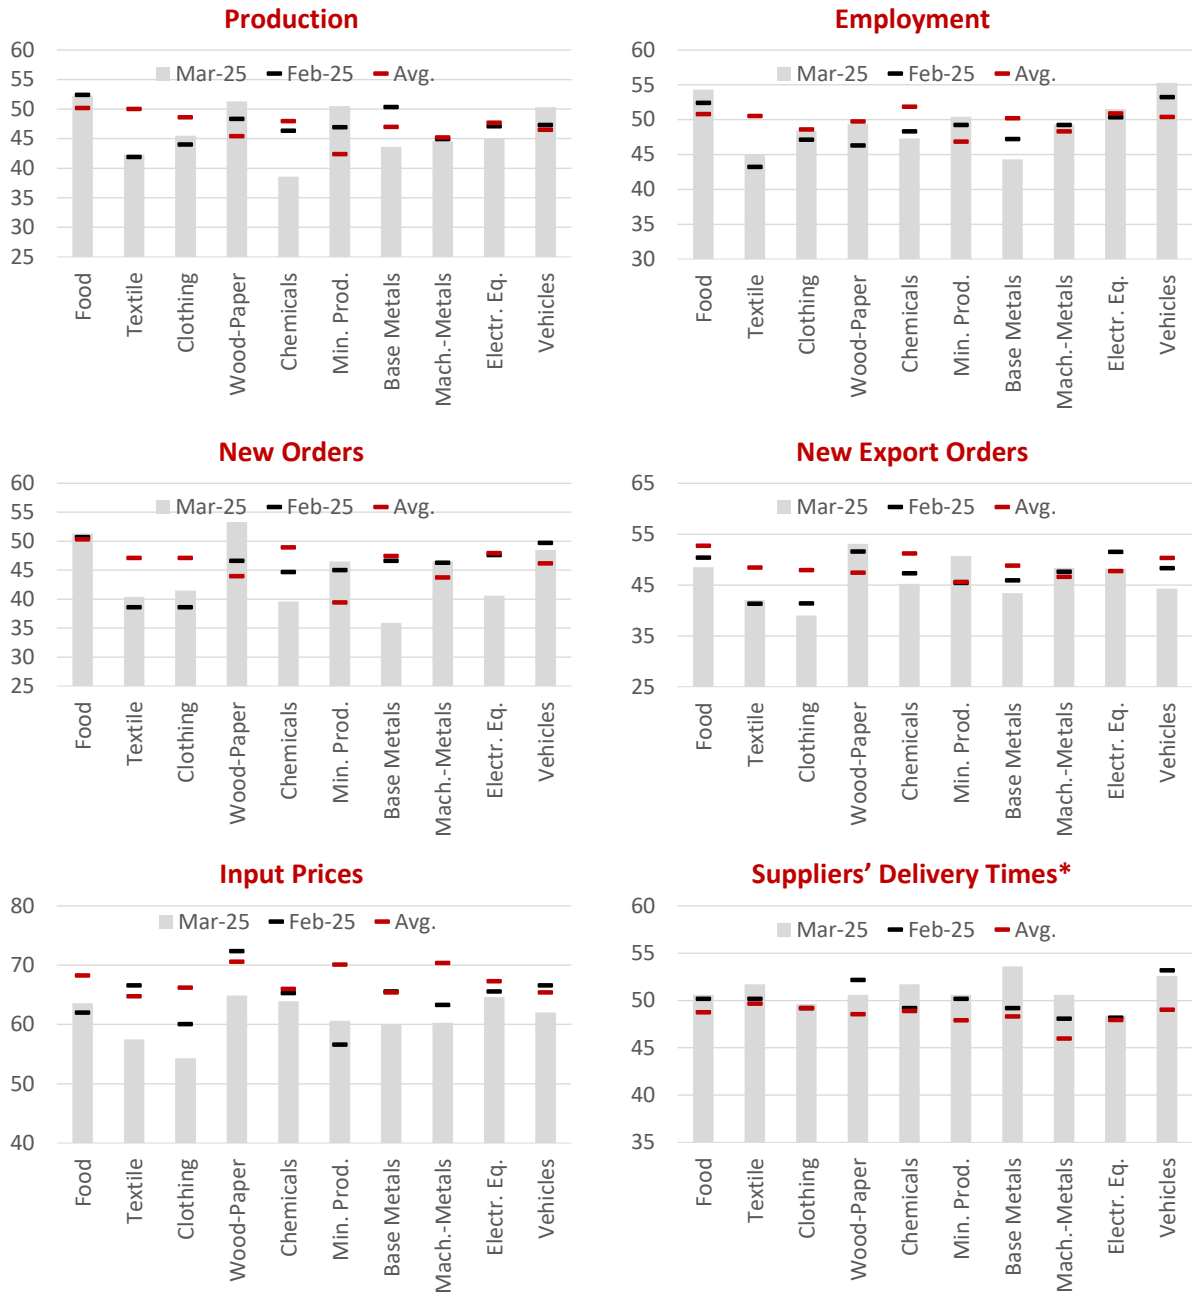 Production
Mar-25 Feb-25 Avg.
60
55
50
45
40
35
30
25
Food
Textile
Clothing
Wood-Paper
Chemicals
Min. Prod.
Base Metals
Mach.-Metals
Electr. Eq.
Vehicles
Employment
Mar-25 Feb-25 Avg.
60
55
50
45
40
35
30
Food
Textile
Clothing
Wood-Paper
Chemicals
Min. Prod.
Base Metals
Mach.-Metals
Electr. Eq.
Vehicles
New Orders
Mar-25 Feb-25 Avg.
60
55
50
45
40
35
30
25
Food
Textile
Clothing
Wood-Paper
Chemicals
Min. Prod.
Base Metals
Mach.-Metals
Electr. Eq.
Vehicles
New Export Orders
Mar-25 Feb-25 Avg.
65
55
45
35
25
Food
Textile
Clothing
Wood-Paper
Chemicals
Min. Prod.
Base Metals
Mach.-Metals
Electr. Eq.
Vehicles
Input Prices
Mar-25 Feb-25 Avg.
80
70
60
50
40
Food
Textile
Clothing
Wood-Paper
Chemicals
Min. Prod.
Base Metals
Mach.-Metals
Electr. Eq.
Vehicles
Suppliers’ Delivery Times*
Mar-25 Feb-25 Avg.
60
55
50
45
40
35
Food
Textile
Clothing
Wood-Paper
Chemicals
Min. Prod.
Base Metals
Mach.-Metals
Electr. Eq.
Vehicles